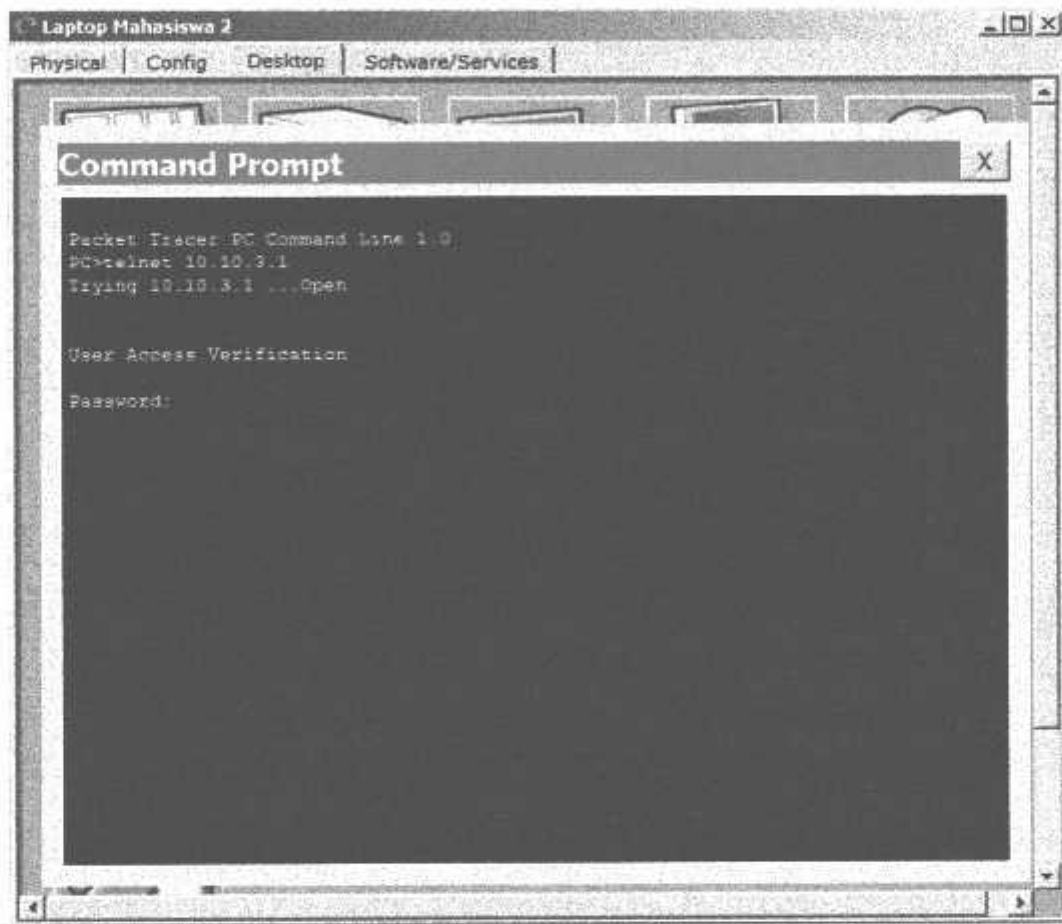 Laptop Mahasiswa 2
Physical Config Desktop Software/Services
Command Prompt X
Packet Tracer PC Command Line 1.0
PC>telnet 10.10.3.1
Trying 10.10.3.1 ...Open
User Access Verification
Password: